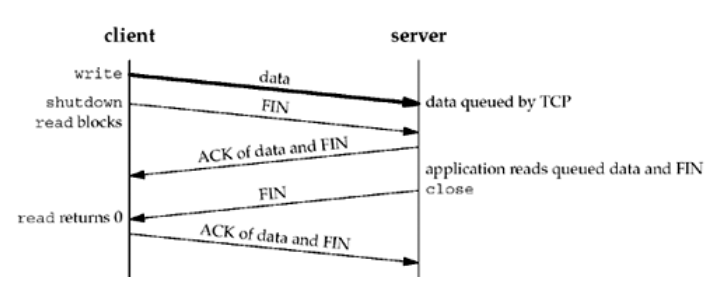 client server
write
data
data queued by TCP
shutdown
FIN
read blocks
ACK of data and FIN
application reads queued data and FIN
close
FIN
read returns 0
ACK of data and FIN